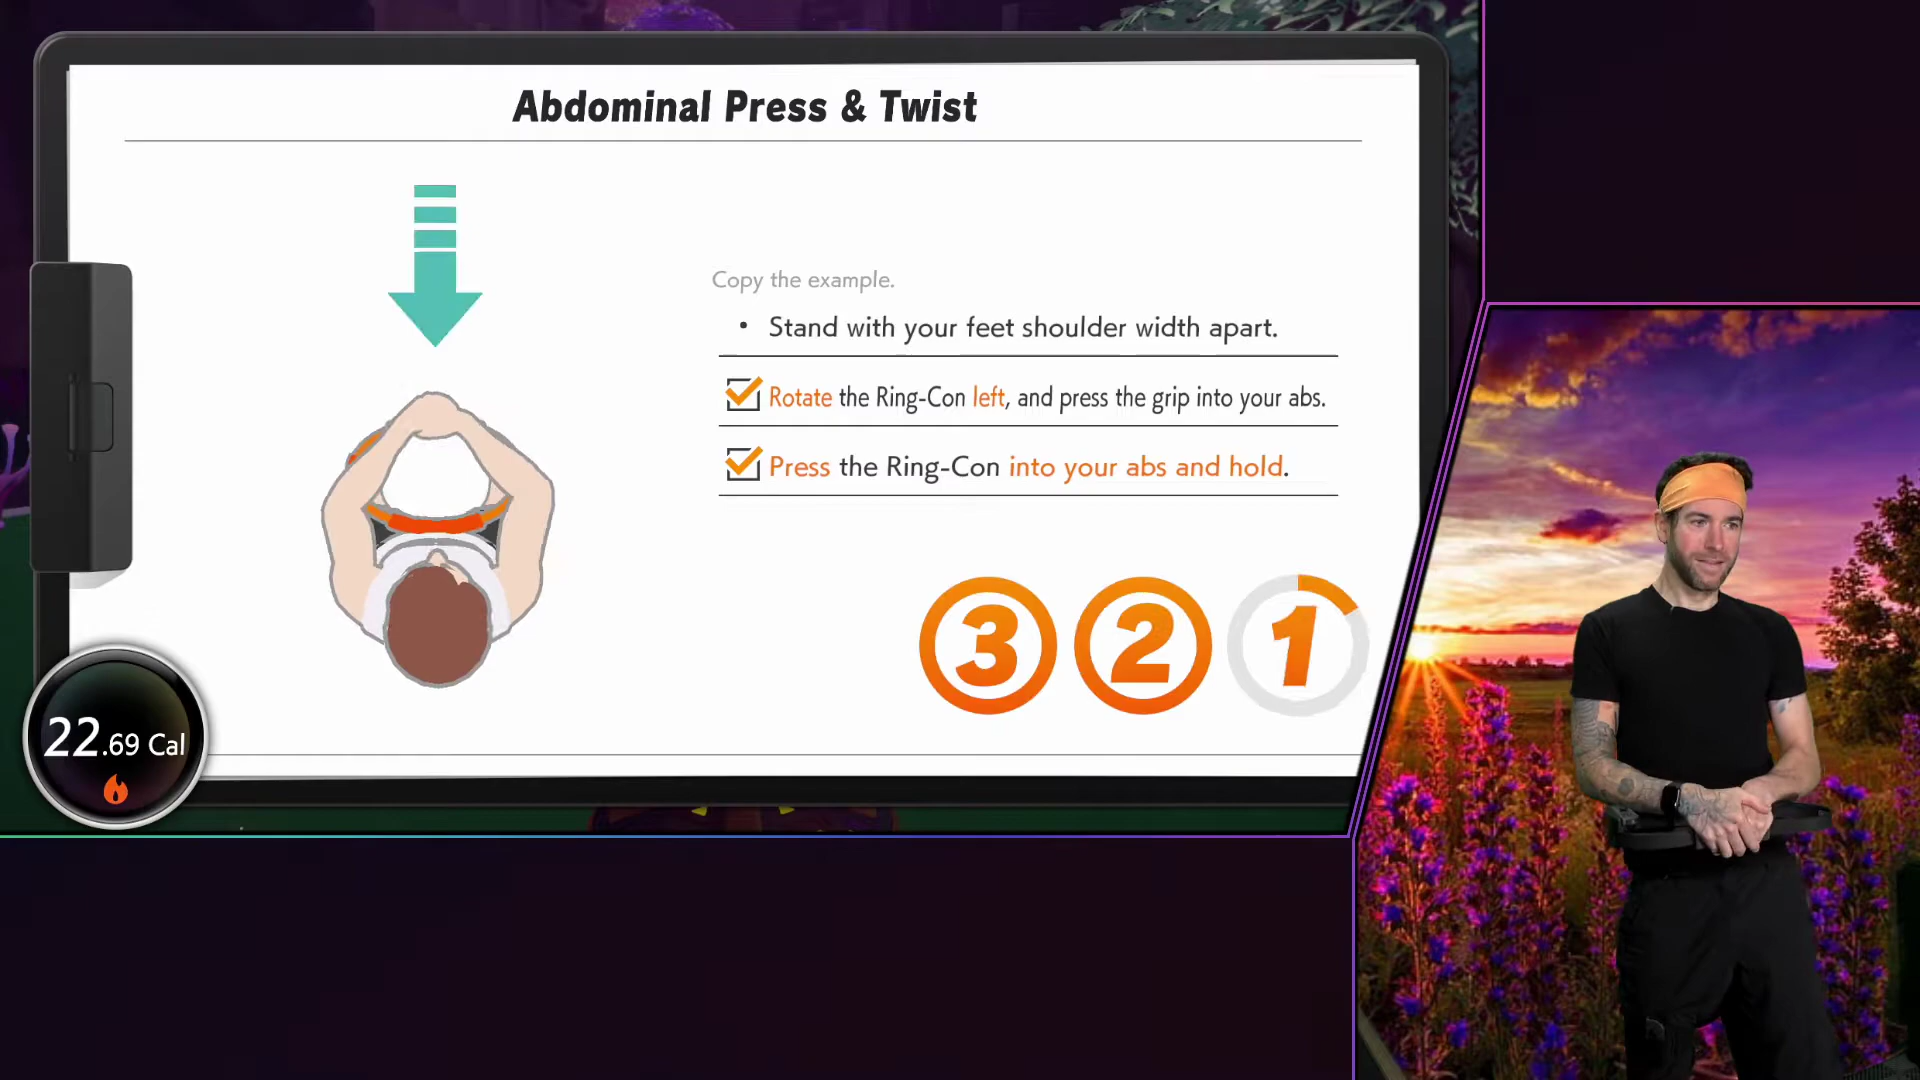 Abdominal Press & Twist
Copy the example.
• Stand with your feet shoulder width apart.
Rotate the Ring-Con left, and press the grip into your abs.
Press the Ring-Con into your abs and hold.
3 2 1
22.69 Cal